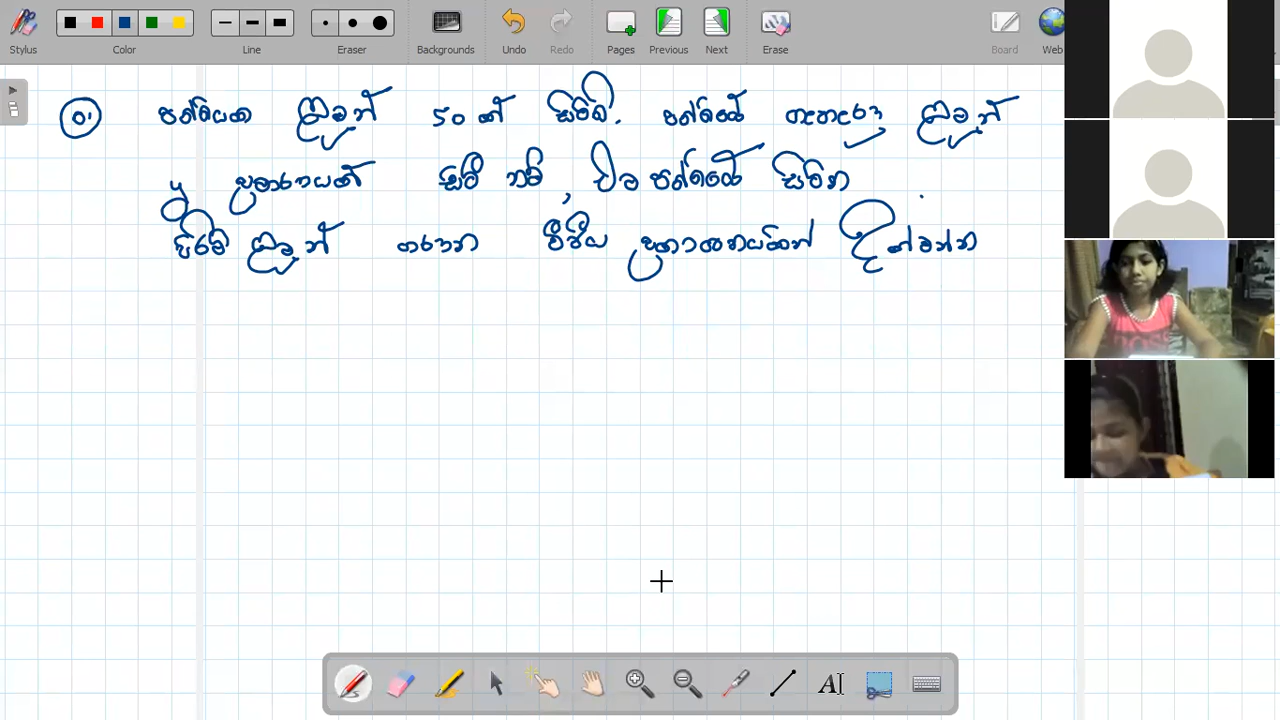 Stylus Color Line Eraser Backgrounds Undo Redo Pages Previous Next Erase Board Web
01 පන්තියක ළමුන් 50 ක් සිටිති. පන්තියේ ගැහැණු ළමුන්
y ප්‍රමාණයක් සිටී නම්, එම පන්තියේ සිටින
පිරිමි ළමුන් ගණන වීජීය ප්‍රකාශනයකින් දක්වන්න